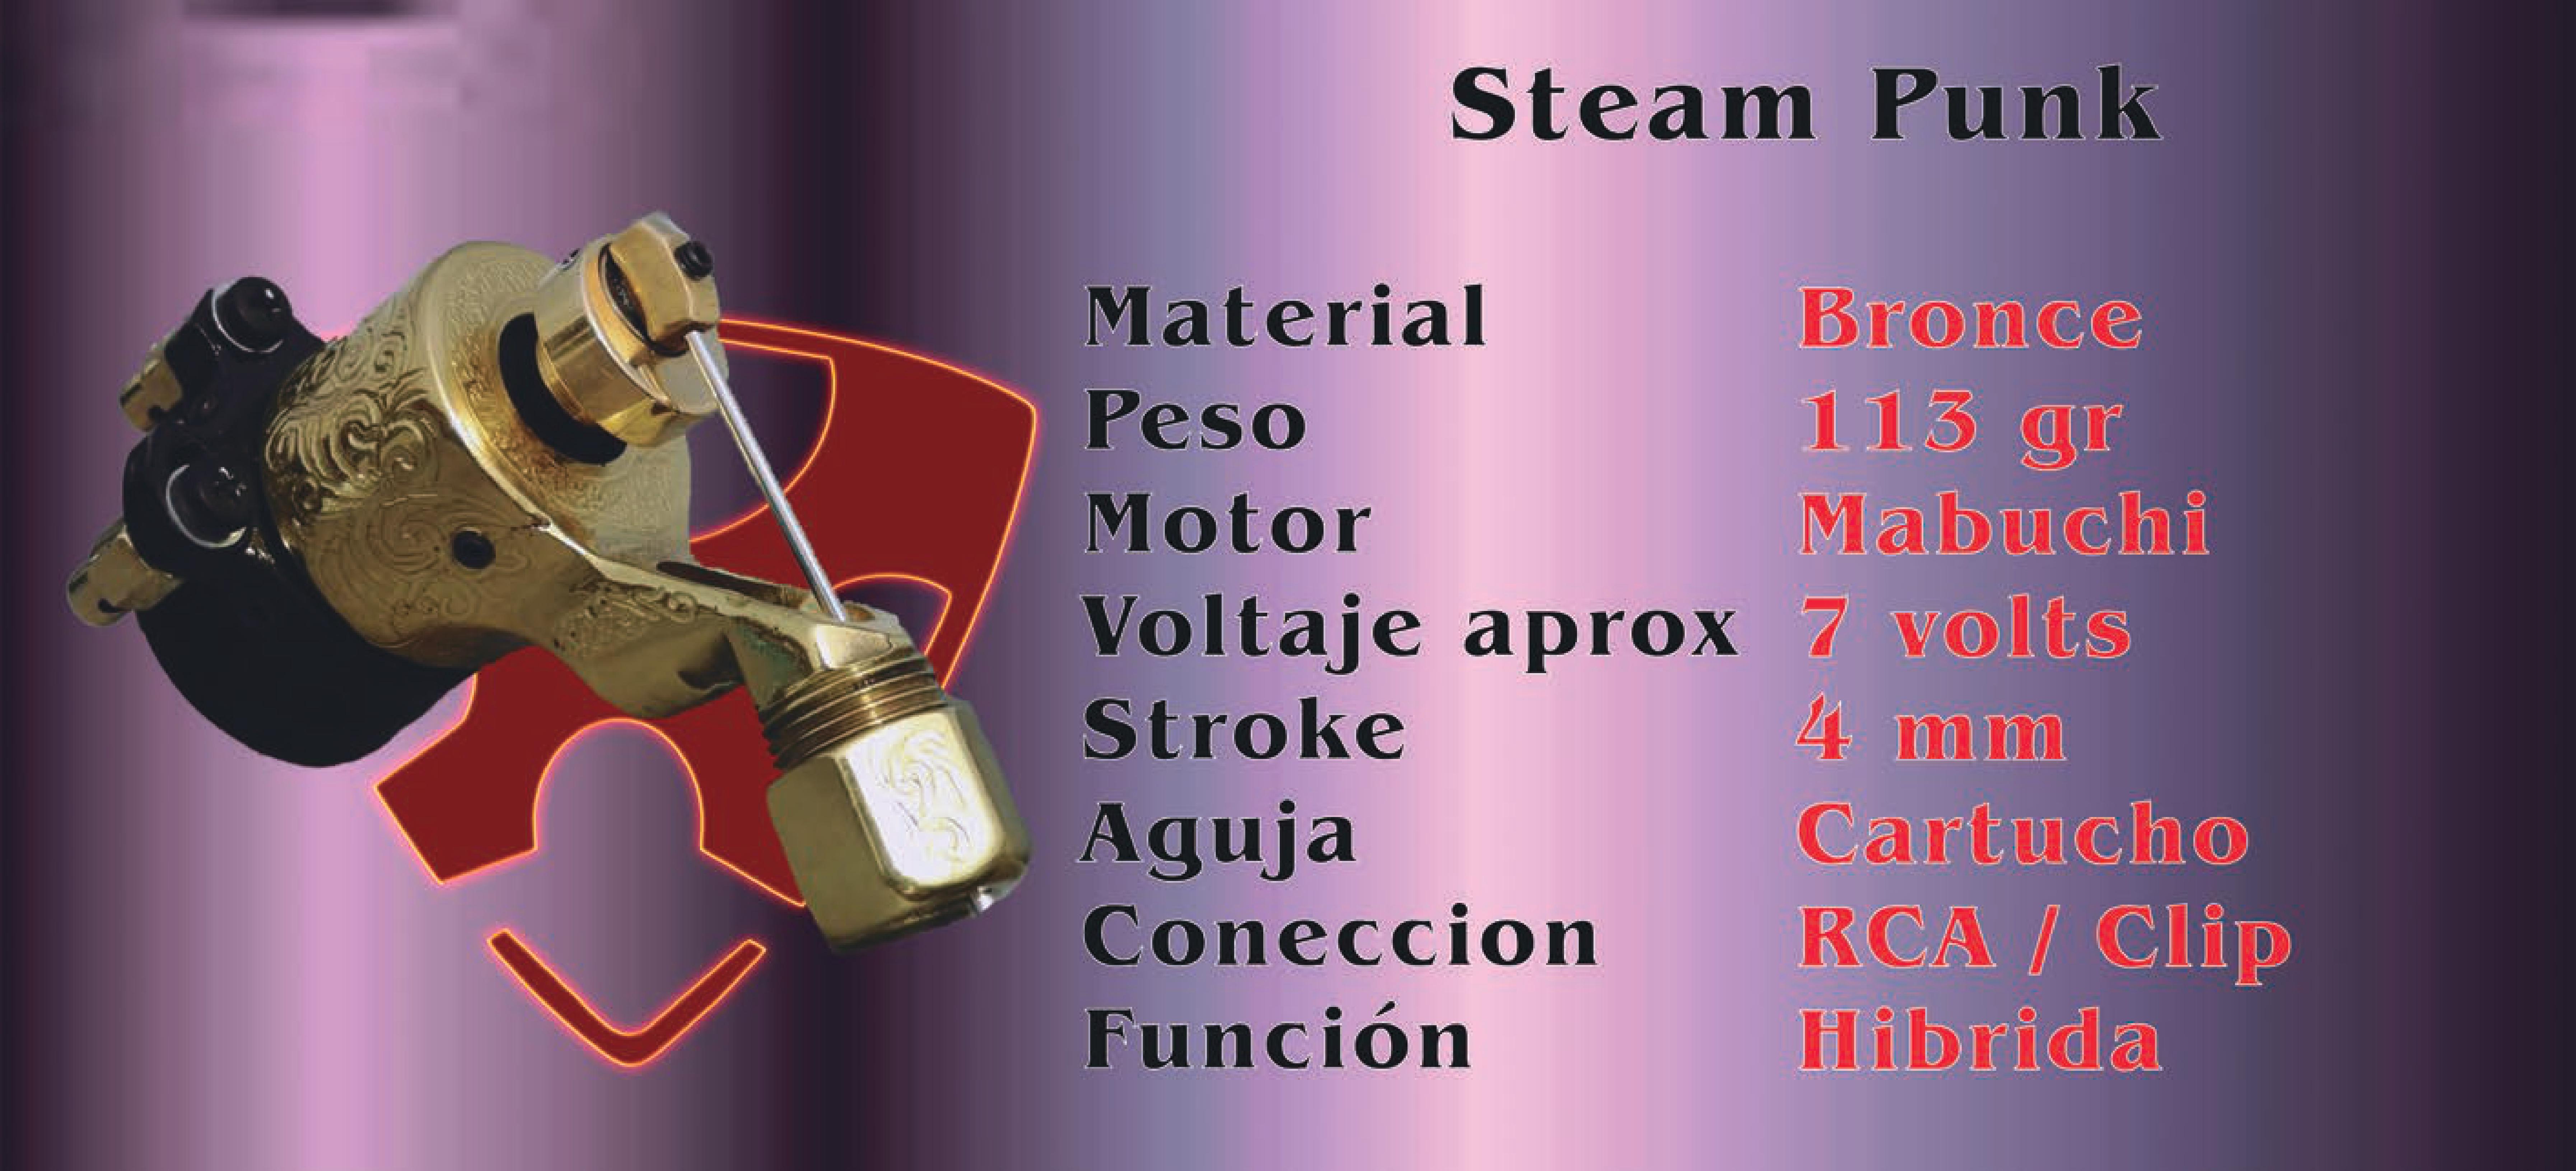 Steam Punk
Material Bronce
Peso 113 gr
Motor Mabuchi
Voltaje aprox 7 volts
Stroke 4 mm
Aguja Cartucho
Coneccion RCA / Clip
Función Hibrida